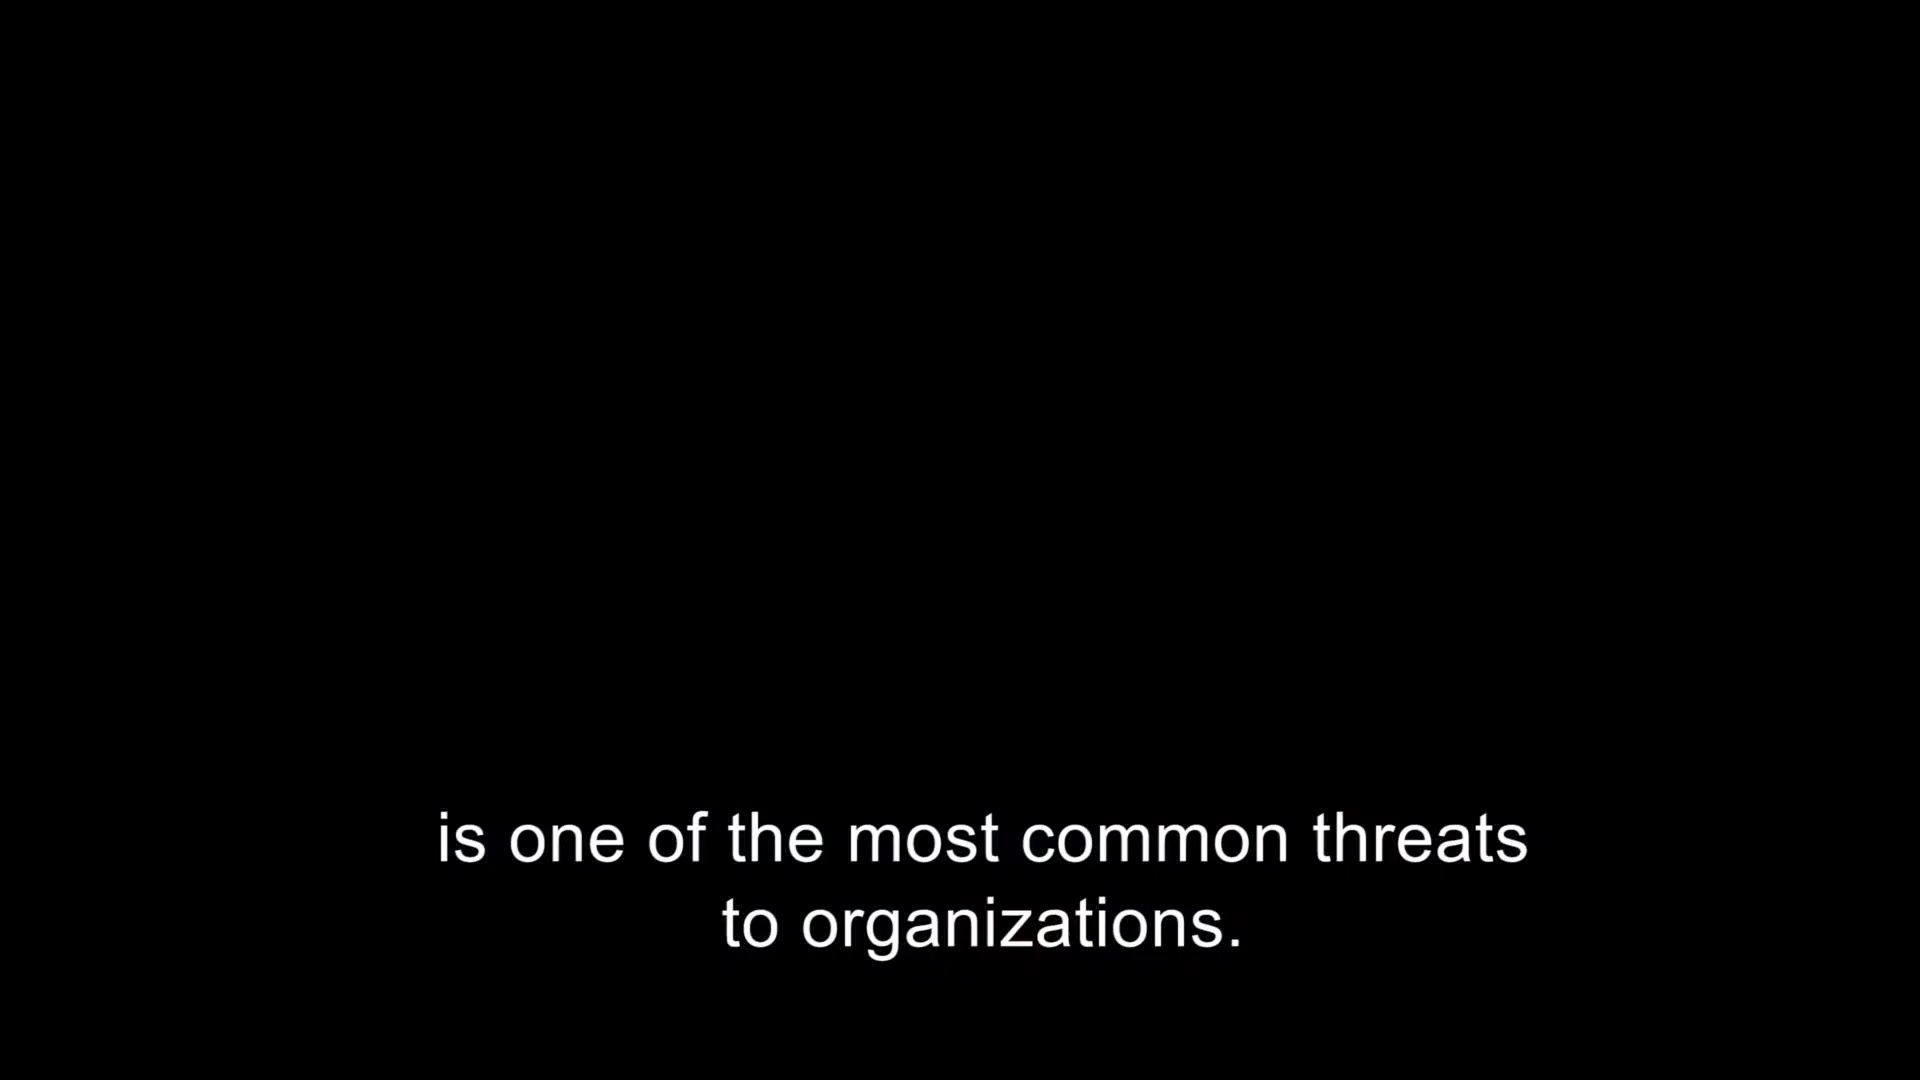 is one of the most common threats
to organizations.